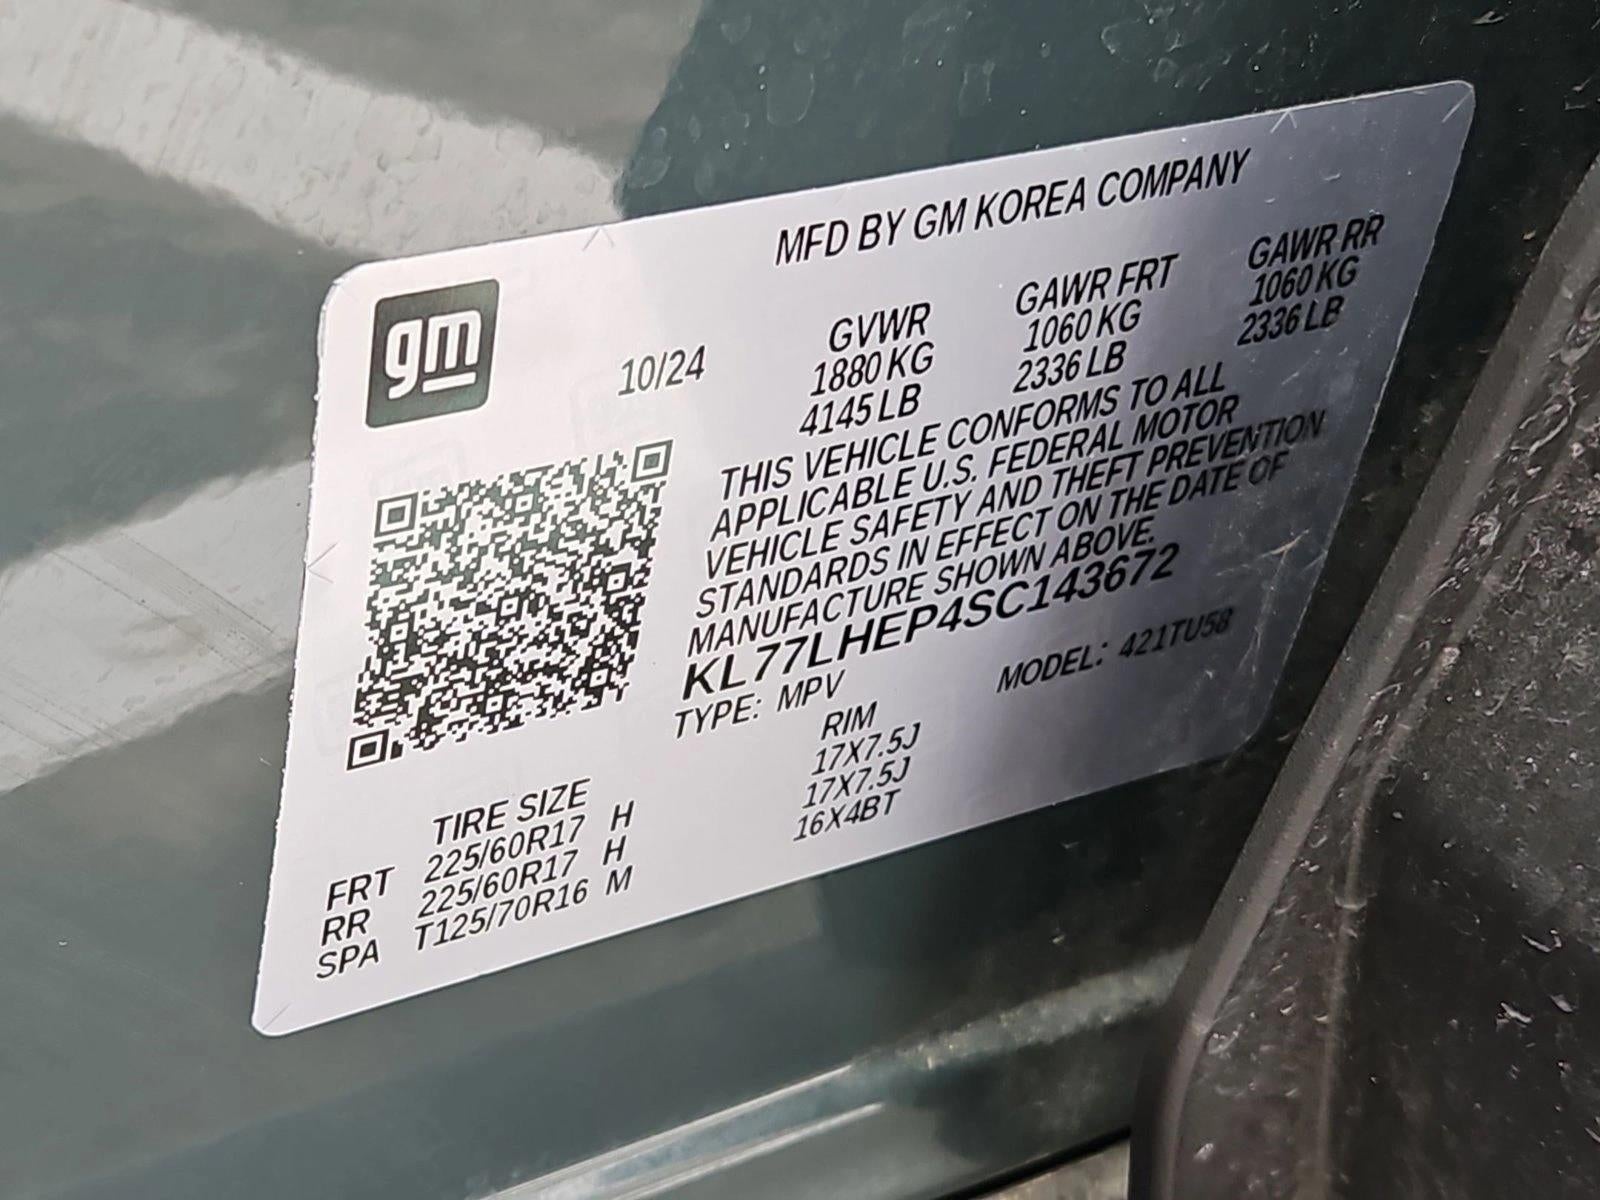 MFD BY GM KOREA COMPANY
gm
10/24
GVWR
1880 KG
4145 LB
GAWR FRT
1060 KG
2336 LB
GAWR RR
1060 KG
2336 LB
THIS VEHICLE CONFORMS TO ALL
APPLICABLE U.S. FEDERAL MOTOR
VEHICLE SAFETY AND THEFT PREVENTION
STANDARDS IN EFFECT ON THE DATE OF
MANUFACTURE SHOWN ABOVE.
KL77LHEP4SC143672
TYPE: MPV MODEL: 421TU58
TIRE SIZE RIM
FRT 225/60R17 H 17X7.5J
RR 225/60R17 H 17X7.5J
SPA T125/70R16 M 16X4BT